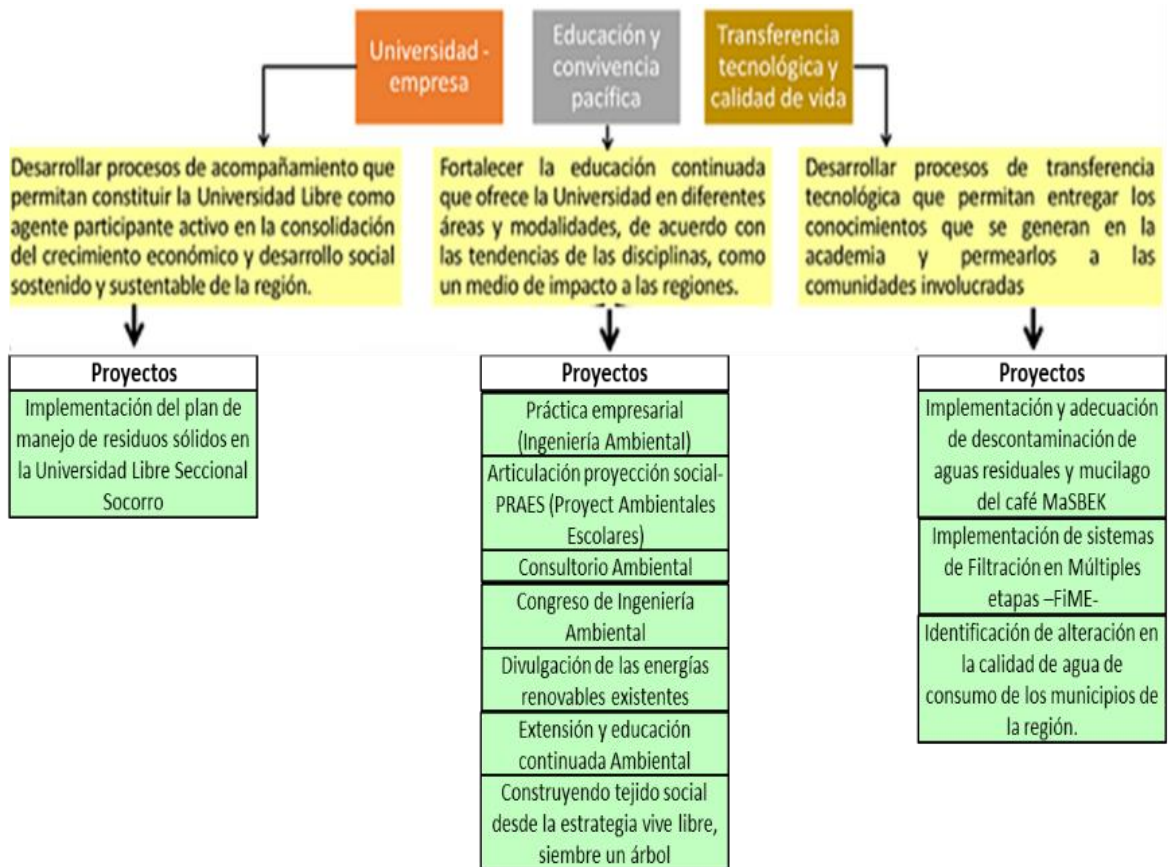 Universidad -
empresa
Educación y
convivencia
pacífica
Transferencia
tecnológica y
calidad de vida
Desarrollar procesos de acompañamiento que
permitan constituir la Universidad Libre como
agente participante activo en la consolidación
del crecimiento económico y desarrollo social
sostenido y sustentable de la región.
Fortalecer la educación continuada
que ofrece la Universidad en diferentes
áreas y modalidades, de acuerdo con
las tendencias de las disciplinas, como
un medio de impacto a las regiones.
Desarrollar procesos de transferencia
tecnológica que permitan entregar los
conocimientos que se generan en la
academia y permearlos a las
comunidades involucradas
Proyectos
Implementación del plan de
manejo de residuos sólidos en
la Universidad Libre Seccional
Socorro
Proyectos
Práctica empresarial
(Ingeniería Ambiental)
Articulación proyección social-
PRAES (Proyect Ambientales
Escolares)
Consultorio Ambiental
Congreso de Ingeniería
Ambiental
Divulgación de las energías
renovables existentes
Extensión y educación
continuada Ambiental
Construyendo tejido social
desde la estrategia vive libre,
siembre un árbol
Proyectos
Implementación y adecuación
de descontaminación de
aguas residuales y mucilago
del café MaSBEK
Implementación de sistemas
de Filtración en Múltiples
etapas –FiME-
Identificación de alteración en
la calidad de agua de
consumo de los municipios de
la región.